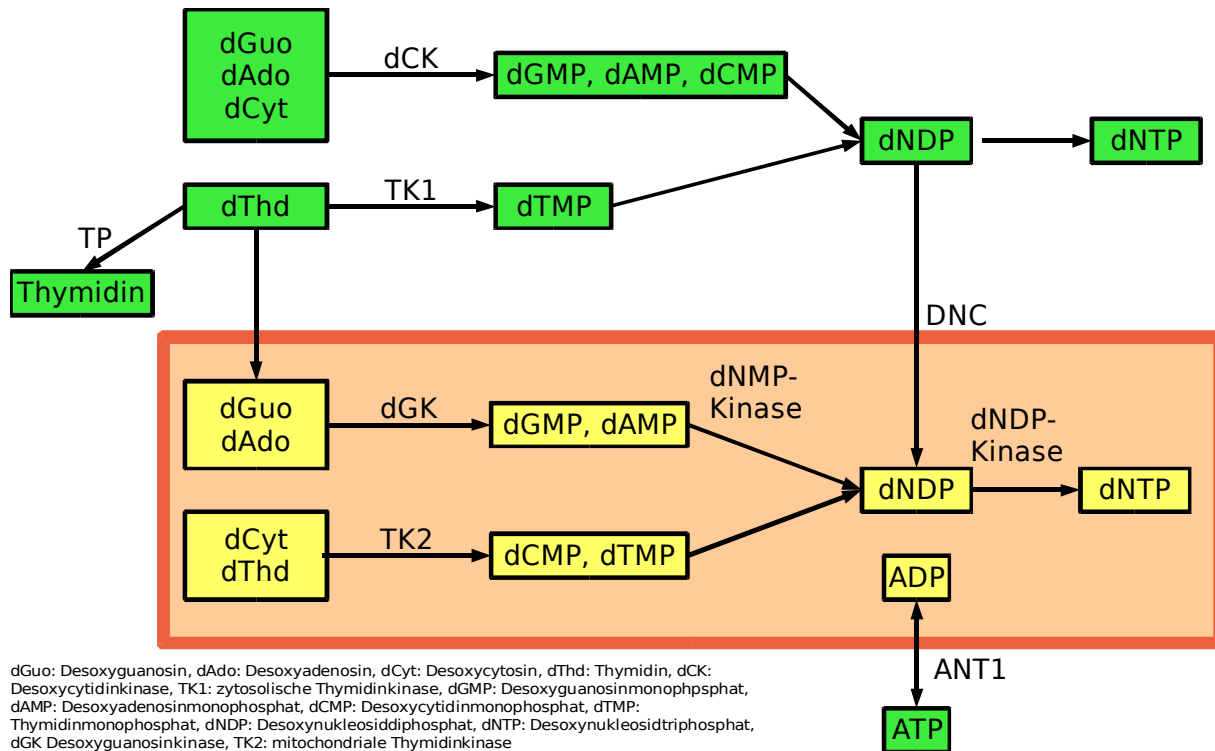 dGuo
dAdo
dCyt
dCK
dGMP, dAMP, dCMP
dNDP
dNTP
dThd
TK1
dTMP
TP
Thymidin
DNC
dGuo
dAdo
dGK
dGMP, dAMP
dNMP-
Kinase
dNDP-
Kinase
dNDP
dNTP
dCyt
dThd
TK2
dCMP, dTMP
ADP
ANT1
ATP
dGuo: Desoxyguanosin, dAdo: Desoxyadenosin, dCyt: Desoxycytosin, dThd: Thymidin, dCK:
Desoxycytidinkinase, TK1: zytosolische Thymidinkinase, dGMP: Desoxyguanosinmonophpsphat,
dAMP: Desoxyadenosinmonophosphat, dCMP: Desoxycytidinmonophosphat, dTMP:
Thymidinmonophosphat, dNDP: Desoxynukleosiddiphosphat, dNTP: Desoxynukleosidtriphosphat,
dGK Desoxyguanosinkinase, TK2: mitochondriale Thymidinkinase